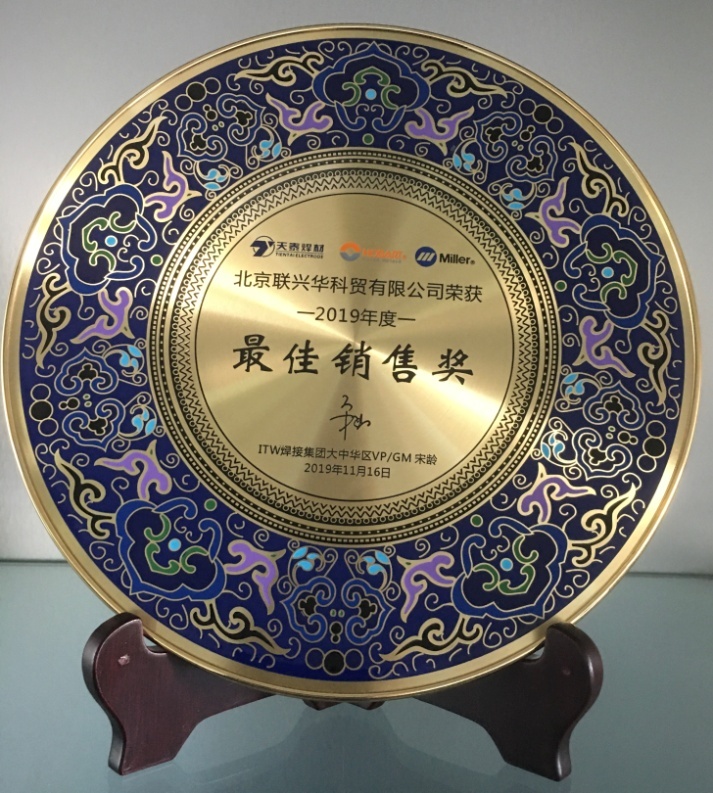 天泰焊材 Miller®
TIENTAI ELECTRODE
北京联兴华科贸有限公司荣获
—2019年度—
最佳销售奖
ITW焊接集团大中华区VP/GM 宋龄
2019年11月16日